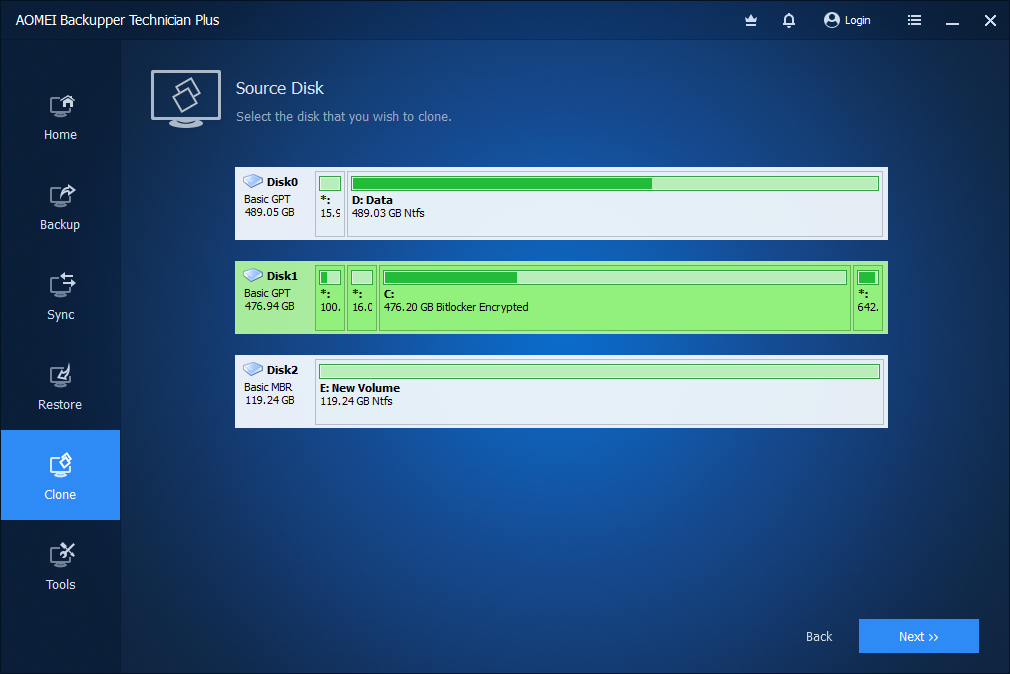 AOMEI Backupper Technician Plus
Login
Home
Backup
Sync
Restore
Clone
Tools
Source Disk
Select the disk that you wish to clone.
Disk0
Basic GPT
489.05 GB
*:
15.9
D: Data
489.03 GB Ntfs
Disk1
Basic GPT
476.94 GB
*:
100.
*:
16.0
C:
476.20 GB Bitlocker Encrypted
*:
642.
Disk2
Basic MBR
119.24 GB
E: New Volume
119.24 GB Ntfs
Back
Next >>